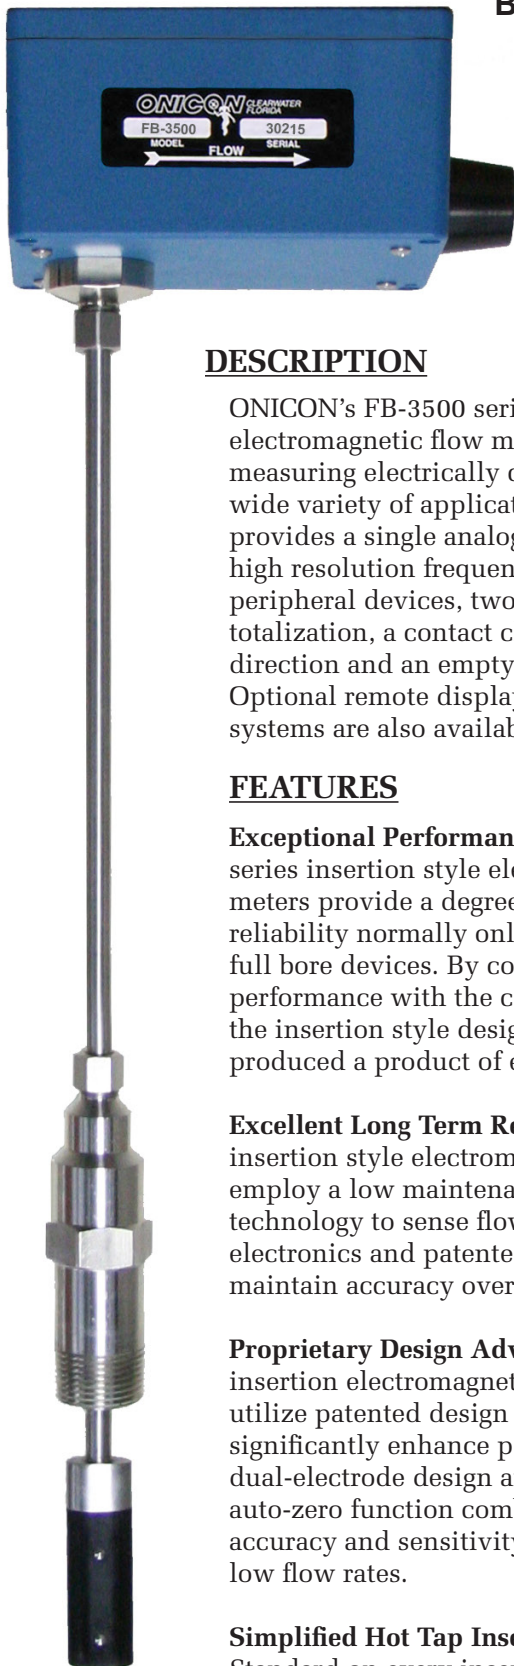 B
ONICON CLEARWATER FLORIDA
FB-3500 30215
MODEL FLOW SERIAL
DESCRIPTION
ONICON’s FB-3500 seri
electromagnetic flow m
measuring electrically c
wide variety of applicat
provides a single analog
high resolution frequen
peripheral devices, two
totalization, a contact c
direction and an empty
Optional remote display
systems are also availab
FEATURES
Exceptional Performan
series insertion style ele
meters provide a degree
reliability normally onl
full bore devices. By co
performance with the c
the insertion style desig
produced a product of e
Excellent Long Term Re
insertion style electrom
employ a low maintena
technology to sense flow
electronics and patente
maintain accuracy over
Proprietary Design Adv
insertion electromagnet
utilize patented design
significantly enhance p
dual-electrode design a
auto-zero function com
accuracy and sensitivity
low flow rates.
Simplified Hot Tap Inse